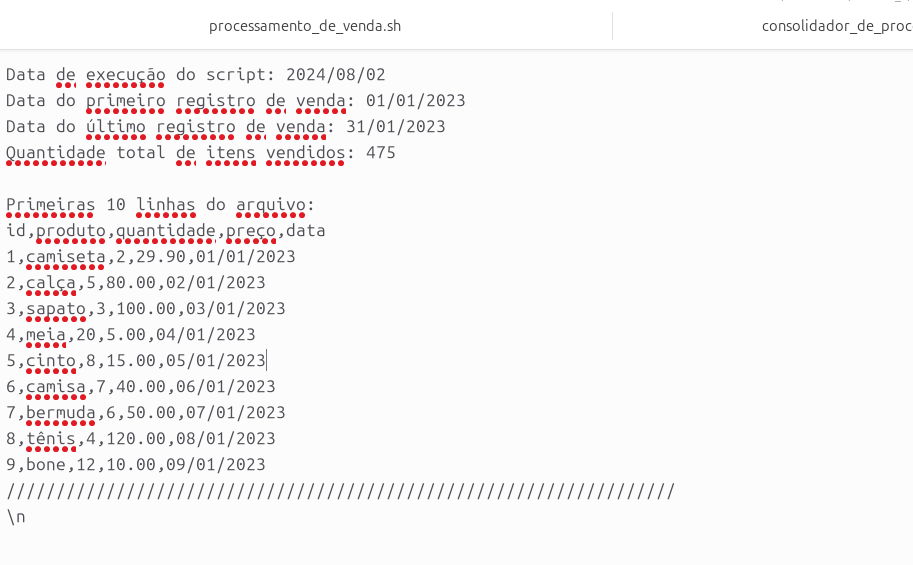 processamento_de_venda.sh
consolidador_de_proc
Data de execução do script: 2024/08/02
Data do primeiro registro de venda: 01/01/2023
Data do último registro de venda: 31/01/2023
Quantidade total de itens vendidos: 475
Primeiras 10 linhas do arquivo:
id,produto,quantidade,preço,data
1,camiseta,2,29.90,01/01/2023
2,calça,5,80.00,02/01/2023
3,sapato,3,100.00,03/01/2023
4,meia,20,5.00,04/01/2023
5,cinto,8,15.00,05/01/2023
6,camisa,7,40.00,06/01/2023
7,bermuda,6,50.00,07/01/2023
8,tênis,4,120.00,08/01/2023
9,bone,12,10.00,09/01/2023
///////////////////////////////////////////////////////////////////
\n